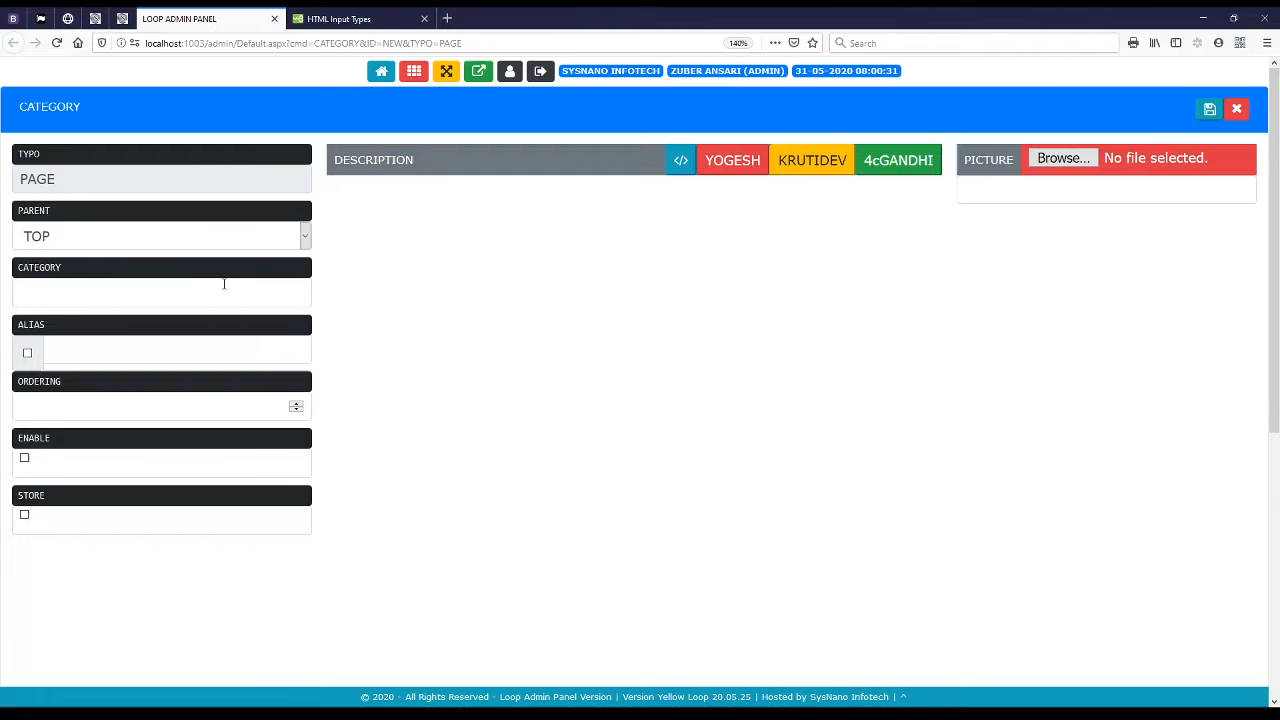 LOOP ADMIN PANEL
HTML Input Types
localhost:1003/admin/Default.aspx?cmd=CATEGORY&ID=NEW&TYPO=PAGE
140%
Search
SYSNANO INFOTECH
ZUBER ANSARI (ADMIN)
31-05-2020 08:00:31
CATEGORY
TYPO
PAGE
PARENT
TOP
CATEGORY
ALIAS
ORDERING
ENABLE
STORE
DESCRIPTION
</>
YOGESH
KRUTIDEV
4cGANDHI
PICTURE
Browse...
No file selected.
© 2020 - All Rights Reserved - Loop Admin Panel Version | Version Yellow Loop 20.05.25 | Hosted by SysNano Infotech | ^